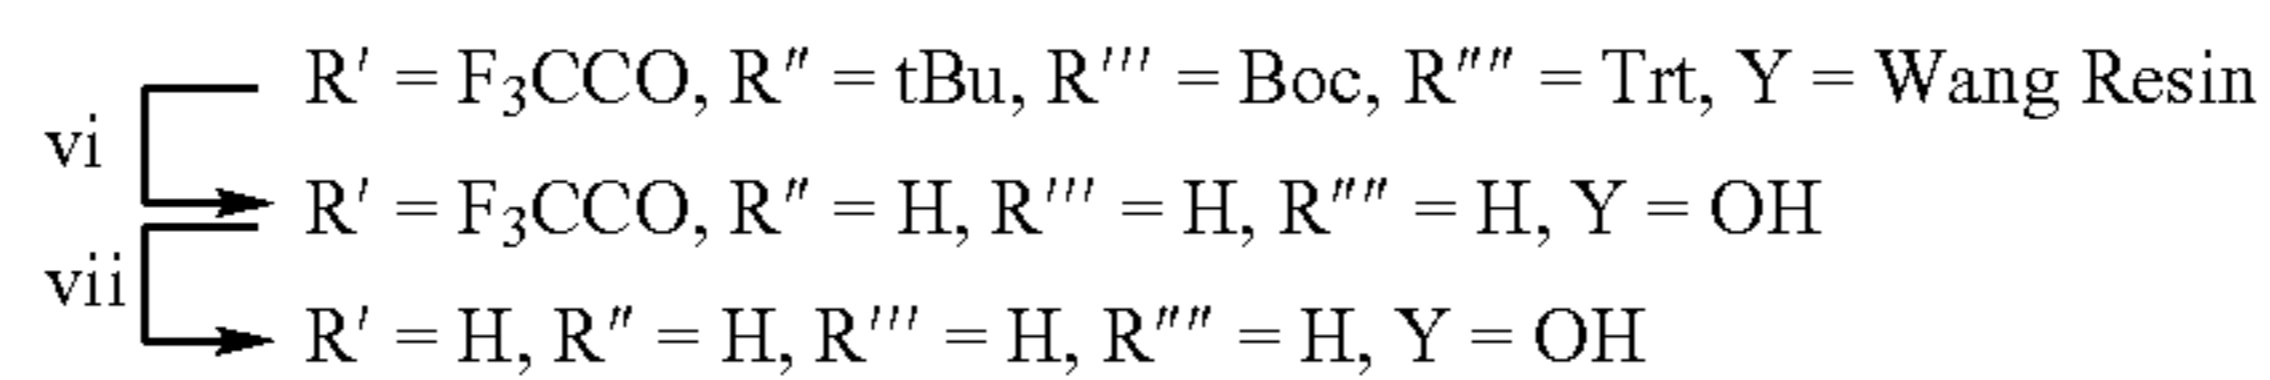 R′ = F₃CCO, R″ = tBu, R‴ = Boc, R″″ = Trt, Y = Wang Resin
vi
R′ = F₃CCO, R″ = H, R‴ = H, R″″ = H, Y = OH
vii
R′ = H, R″ = H, R‴ = H, R″″ = H, Y = OH